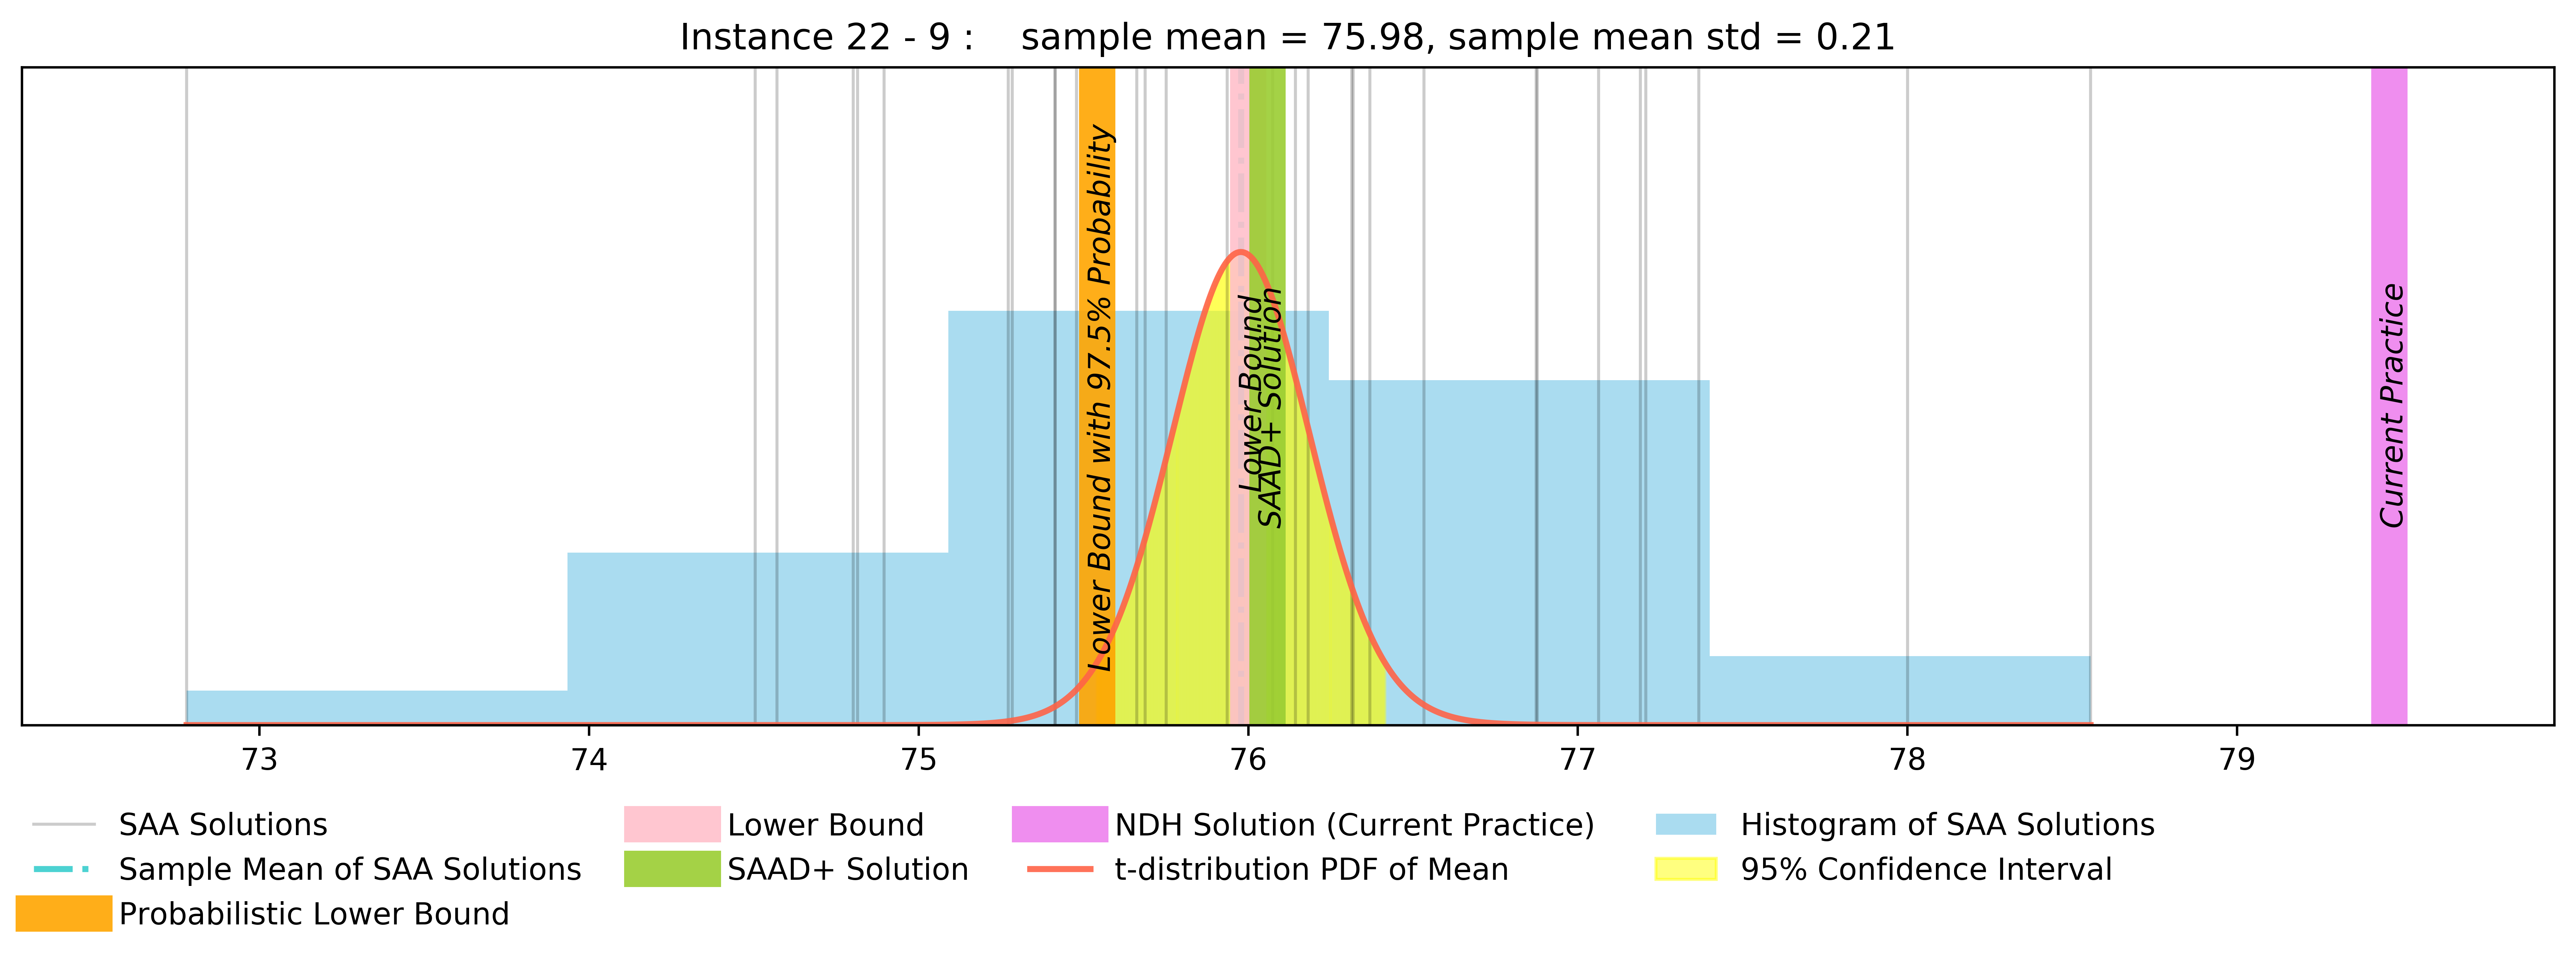 Instance 22 - 9 :    sample mean = 75.98, sample mean std = 0.21
Lower Bound with 97.5% Probability
Lower Bound
SAAD+ Solution
Current Practice
73 74 75 76 77 78 79
SAA Solutions
Sample Mean of SAA Solutions
Probabilistic Lower Bound
Lower Bound
SAAD+ Solution
NDH Solution (Current Practice)
t-distribution PDF of Mean
Histogram of SAA Solutions
95% Confidence Interval